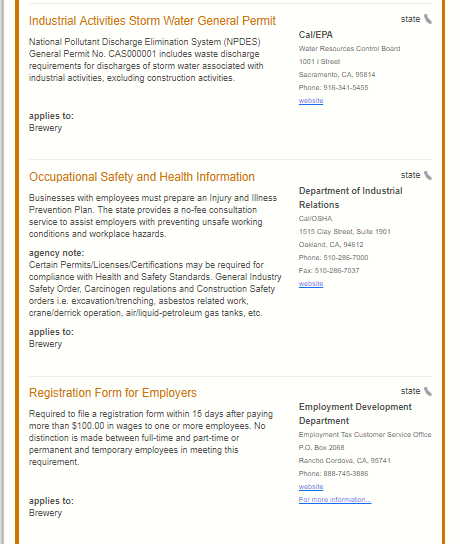 Industrial Activities Storm Water General Permit
National Pollutant Discharge Elimination System (NPDES)
General Permit No. CAS000001 includes waste discharge
requirements for discharges of storm water associated with
industrial activities, excluding construction activities.
applies to:
Brewery
state
Cal/EPA
Water Resources Control Board
1001 I Street
Sacramento, CA, 95814
Phone: 916-341-5455
website
Occupational Safety and Health Information
Businesses with employees must prepare an Injury and Illness
Prevention Plan. The state provides a no-fee consultation
service to assist employers with preventing unsafe working
conditions and workplace hazards.
agency note:
Certain Permits/Licenses/Certifications may be required for
compliance with Health and Safety Standards. General Industry
Safety Order, Carcinogen regulations and Construction Safety
orders i.e. excavation/trenching, asbestos related work,
crane/derrick operation, air/liquid-petroleum gas tanks, etc.
applies to:
Brewery
state
Department of Industrial
Relations
Cal/OSHA
1515 Clay Street, Suite 1901
Oakland, CA, 94612
Phone: 510-286-7000
Fax: 510-286-7037
website
Registration Form for Employers
Required to file a registration form within 15 days after paying
more than $100.00 in wages to one or more employees. No
distinction is made between full-time and part-time or
permanent and temporary employees in meeting this
requirement.
applies to:
Brewery
state
Employment Development
Department
Employment Tax Customer Service Office
P.O. Box 2068
Rancho Cordova, CA, 95741
Phone: 888-745-3886
website
For more information...